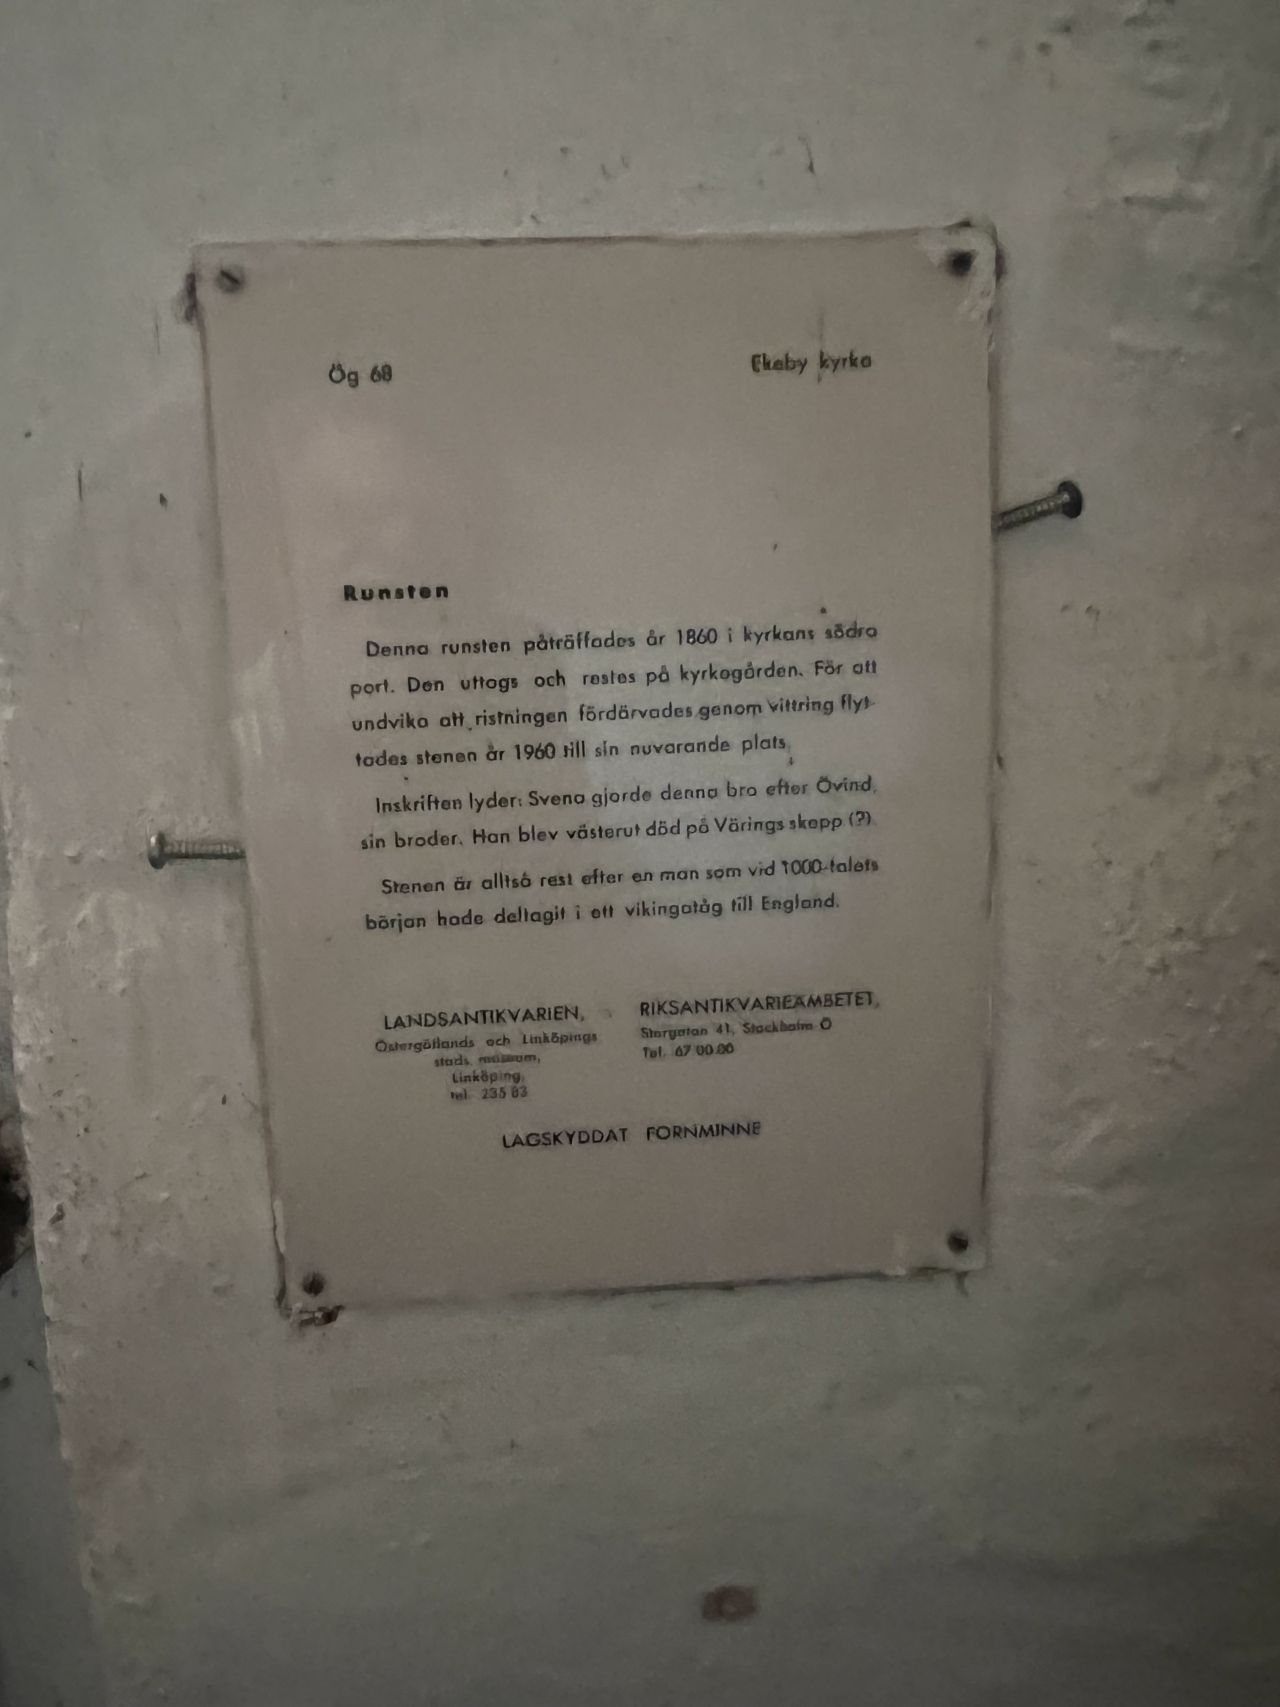 Ög 68
Ekeby kyrka
Runsten
Denna runsten påträffades år 1860 i kyrkans södra
port. Den uttogs och restes på kyrkogården. För att
undvika att ristningen fördärvades genom vittring flyt-
tades stenen år 1960 till sin nuvarande plats.
Inskriften lyder: Svena gjorde denna bro efter Övind,
sin broder. Han blev västerut död på Värings skepp (?)
Stenen är alltså rest efter en man som vid 1000-talets
början hade deltagit i ett vikingatåg till England.
LANDSANTIKVARIEN,
Östergötlands och Linköpings
stads museum,
Linköping,
tel. 235 83
RIKSANTIKVARIEÄMBETET,
Storgatan 41, Stockholm Ö
Tel. 67 00 00
LAGSKYDDAT FORNMINNE